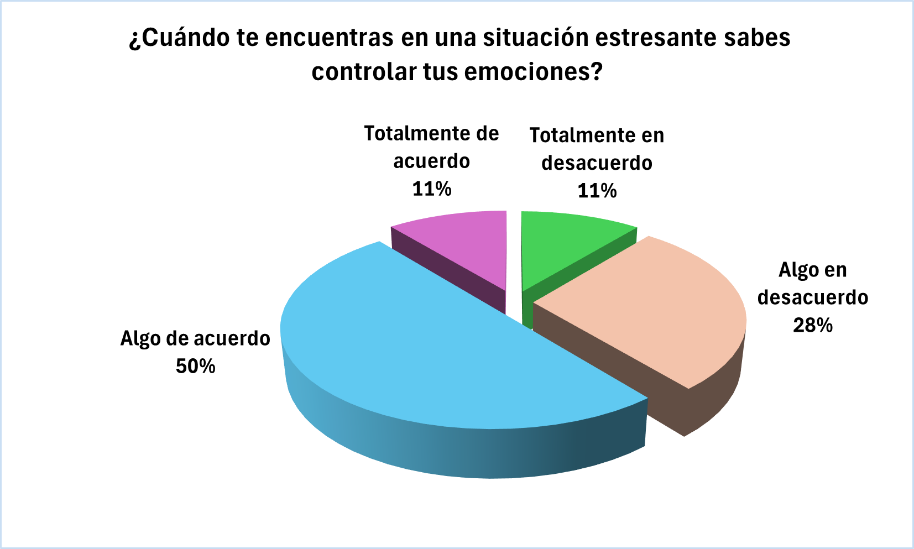 ¿Cuándo te encuentras en una situación estresante sabes
controlar tus emociones?
Totalmente de
acuerdo
11%
Totalmente en
desacuerdo
11%
Algo en
desacuerdo
28%
Algo de acuerdo
50%